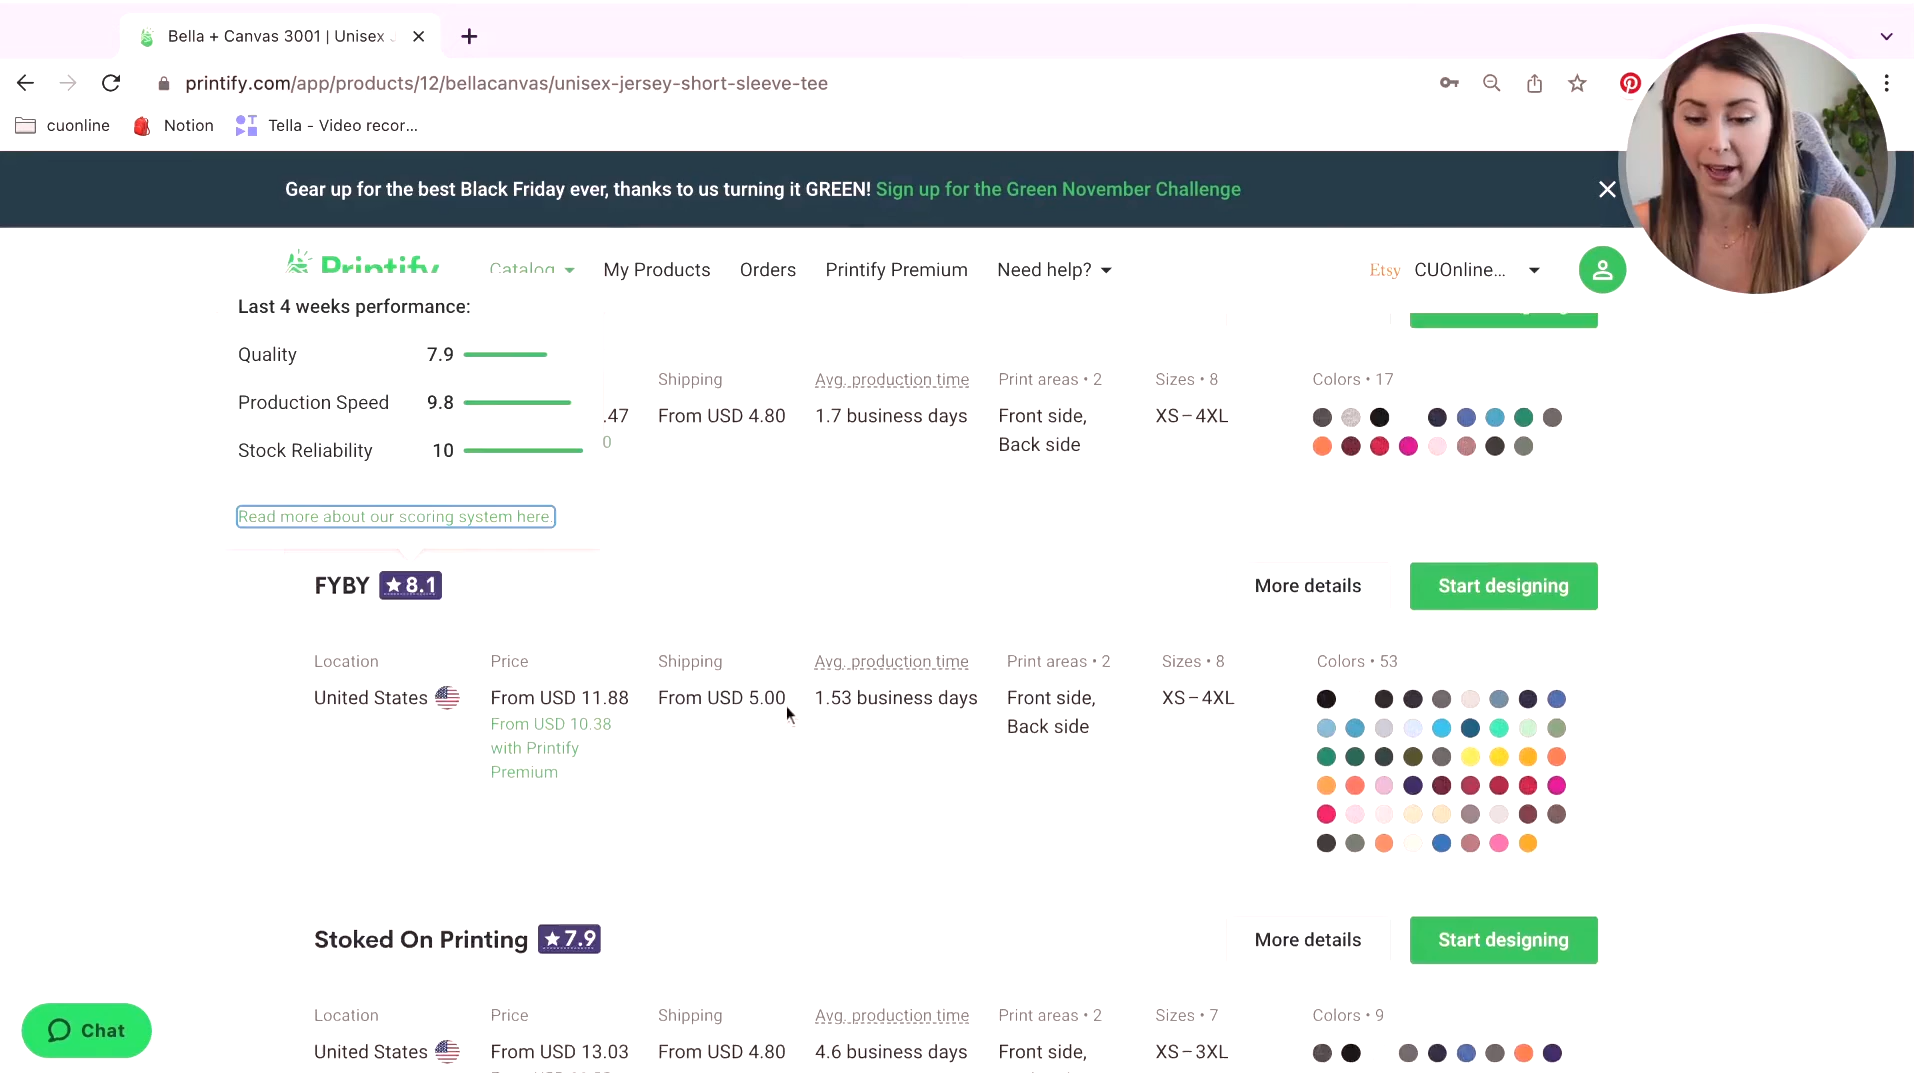 Bella + Canvas 3001 | Unisex
printify.com/app/products/12/bellacanvas/unisex-jersey-short-sleeve-tee
cuonline
Notion
Tella - Video recor...
Gear up for the best Black Friday ever, thanks to us turning it GREEN! Sign up for the Green November Challenge
Printify
Catalog
My Products
Orders
Printify Premium
Need help?
Etsy
CUOnline...
Last 4 weeks performance:
Quality 7.9
Production Speed 9.8
Stock Reliability 10
Read more about our scoring system here.
Shipping
Avg. production time
Print areas • 2
Sizes • 8
Colors • 17
.47
0
From USD 4.80
1.7 business days
Front side,
Back side
XS–4XL
FYBY ★ 8.1
More details
Start designing
Location
Price
Shipping
Avg. production time
Print areas • 2
Sizes • 8
Colors • 53
United States
From USD 11.88
From USD 10.38
with Printify
Premium
From USD 5.00
1.53 business days
Front side,
Back side
XS–4XL
Stoked On Printing ★ 7.9
More details
Start designing
Location
Price
Shipping
Avg. production time
Print areas • 2
Sizes • 7
Colors • 9
United States
From USD 13.03
From USD 4.80
4.6 business days
Front side,
XS–3XL
Chat